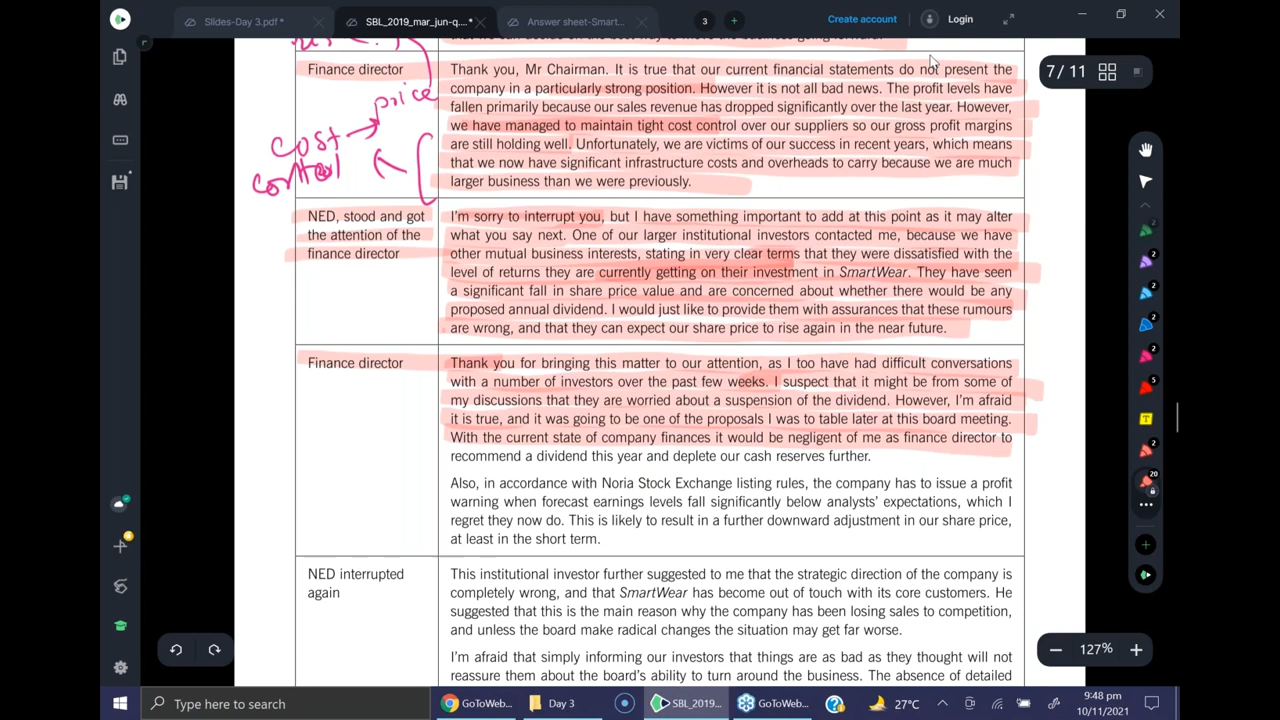 Slides-Day 3.pdf *
SBL_2019_mar_jun-q....*
Answer sheet-Smart...
3
Create account
Login
7 / 11
Finance director
Thank you, Mr Chairman. It is true that our current financial statements do not present the
company in a particularly strong position. However it is not all bad news. The profit levels have
fallen primarily because our sales revenue has dropped significantly over the last year. However,
we have managed to maintain tight cost control over our suppliers so our gross profit margins
are still holding well. Unfortunately, we are victims of our success in recent years, which means
that we now have significant infrastructure costs and overheads to carry because we are much
larger business than we were previously.
price
cost
control
NED, stood and got
the attention of the
finance director
I'm sorry to interrupt you, but I have something important to add at this point as it may alter
what you say next. One of our larger institutional investors contacted me, because we have
other mutual business interests, stating in very clear terms that they were dissatisfied with the
level of returns they are currently getting on their investment in SmartWear. They have seen
a significant fall in share price value and are concerned about whether there would be any
proposed annual dividend. I would just like to provide them with assurances that these rumours
are wrong, and that they can expect our share price to rise again in the near future.
Finance director
Thank you for bringing this matter to our attention, as I too have had difficult conversations
with a number of investors over the past few weeks. I suspect that it might be from some of
my discussions that they are worried about a suspension of the dividend. However, I'm afraid
it is true, and it was going to be one of the proposals I was to table later at this board meeting.
With the current state of company finances it would be negligent of me as finance director to
recommend a dividend this year and deplete our cash reserves further.
Also, in accordance with Noria Stock Exchange listing rules, the company has to issue a profit
warning when forecast earnings levels fall significantly below analysts' expectations, which I
regret they now do. This is likely to result in a further downward adjustment in our share price,
at least in the short term.
NED interrupted
again
This institutional investor further suggested to me that the strategic direction of the company is
completely wrong, and that SmartWear has become out of touch with its core customers. He
suggested that this is the main reason why the company has been losing sales to competition,
and unless the board make radical changes the situation may get far worse.
I'm afraid that simply informing our investors that things are as bad as they thought will not
reassure them about the board's ability to turn around the business. The absence of detailed
2
2
2
2
2
5
T
2
2
20
127%
Type here to search
GoToWeb...
Day 3
SBL_2019...
GoToWeb...
27°C
9:48 pm
10/11/2021